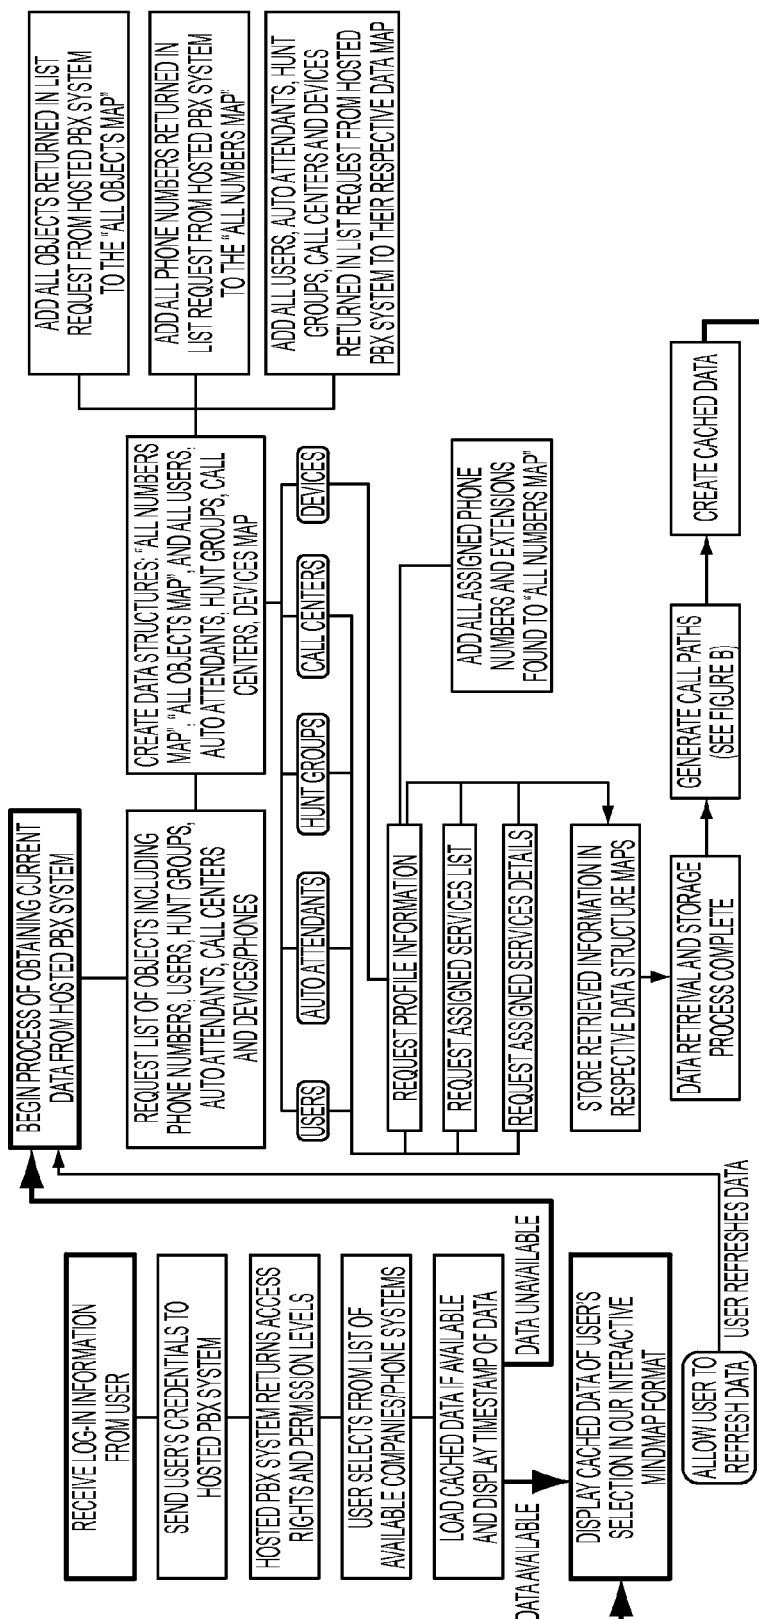 RECEIVE LOG-IN INFORMATION
FROM USER
SEND USER'S CREDENTIALS TO
HOSTED PBX SYSTEM
HOSTED PBX SYSTEM RETURNS ACCESS
RIGHTS AND PERMISSION LEVELS
USER SELECTS FROM LIST OF
AVAILABLE COMPANIES/PHONE SYSTEMS
LOAD CACHED DATA IF AVAILABLE
AND DISPLAY TIMESTAMP OF DATA
DATA AVAILABLE
DATA UNAVAILABLE
DISPLAY CACHED DATA OF USER'S
SELECTION IN OUR INTERACTIVE
MINDMAP FORMAT
ALLOW USER TO
REFRESH DATA
USER REFRESHES DATA
BEGIN PROCESS OF OBTAINING CURRENT
DATA FROM HOSTED PBX SYSTEM
REQUEST LIST OF OBJECTS INCLUDING
PHONE NUMBERS, USERS, HUNT GROUPS,
AUTO ATTENDANTS, CALL CENTERS
AND DEVICES/PHONES
CREATE DATA STRUCTURES: "ALL NUMBERS
MAP", "ALL OBJECTS MAP", AND ALL USERS,
AUTO ATTENDANTS, HUNT GROUPS, CALL
CENTERS, DEVICES MAP
ADD ALL OBJECTS RETURNED IN LIST
REQUEST FROM HOSTED PBX SYSTEM
TO THE "ALL OBJECTS MAP"
ADD ALL PHONE NUMBERS RETURNED IN
LIST REQUEST FROM HOSTED PBX SYSTEM
TO THE "ALL NUMBERS MAP"
ADD ALL USERS, AUTO ATTENDANTS, HUNT
GROUPS, CALL CENTERS AND DEVICES
RETURNED IN LIST REQUEST FROM HOSTED
PBX SYSTEM TO THEIR RESPECTIVE DATA MAP
USERS
AUTO ATTENDANTS
HUNT GROUPS
CALL CENTERS
DEVICES
REQUEST PROFILE INFORMATION
REQUEST ASSIGNED SERVICES LIST
REQUEST ASSIGNED SERVICES DETAILS
ADD ALL ASSIGNED PHONE
NUMBERS AND EXTENSIONS
FOUND TO "ALL NUMBERS MAP"
STORE RETRIEVED INFORMATION IN
RESPECTIVE DATA STRUCTURE MAPS
DATA RETREIVAL AND STORAGE
PROCESS COMPLETE
GENERATE CALL PATHS
(SEE FIGURE B)
CREATE CACHED DATA